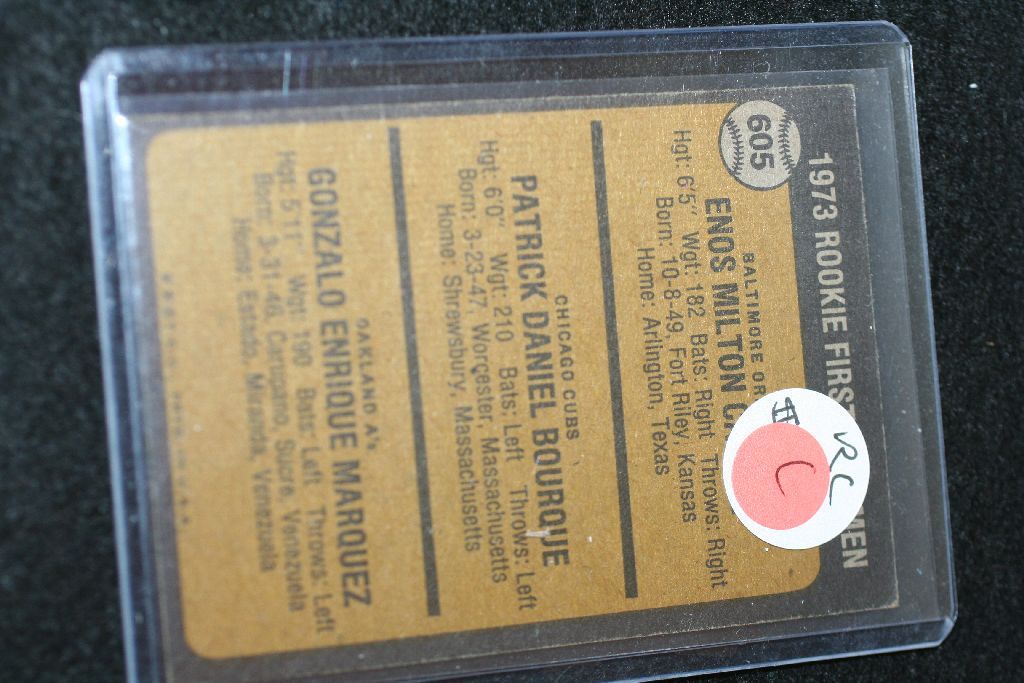 605
1973 ROOKIE FIRST MEN
BALTIMORE OR
ENOS MILTON C
Hgt: 6'5" Wgt: 182 Bats: Right Throws: Right
Born: 10-8-49, Fort Riley, Kansas
Home: Arlington, Texas
CHICAGO CUBS
PATRICK DANIEL BOURQUE
Hgt: 6'0" Wgt: 210 Bats: Left Throws: Left
Born: 3-23-47, Worcester, Massachusetts
Home: Shrewsbury, Massachusetts
OAKLAND A's
GONZALO ENRIQUE MARQUEZ
Hgt: 5'11" Wgt: 190 Bats: Left Throws: Left
Born: 3-31-46, Carupano, Sucre, Venezuela
Home: Estado, Miranda, Venezuela
RC
II
C